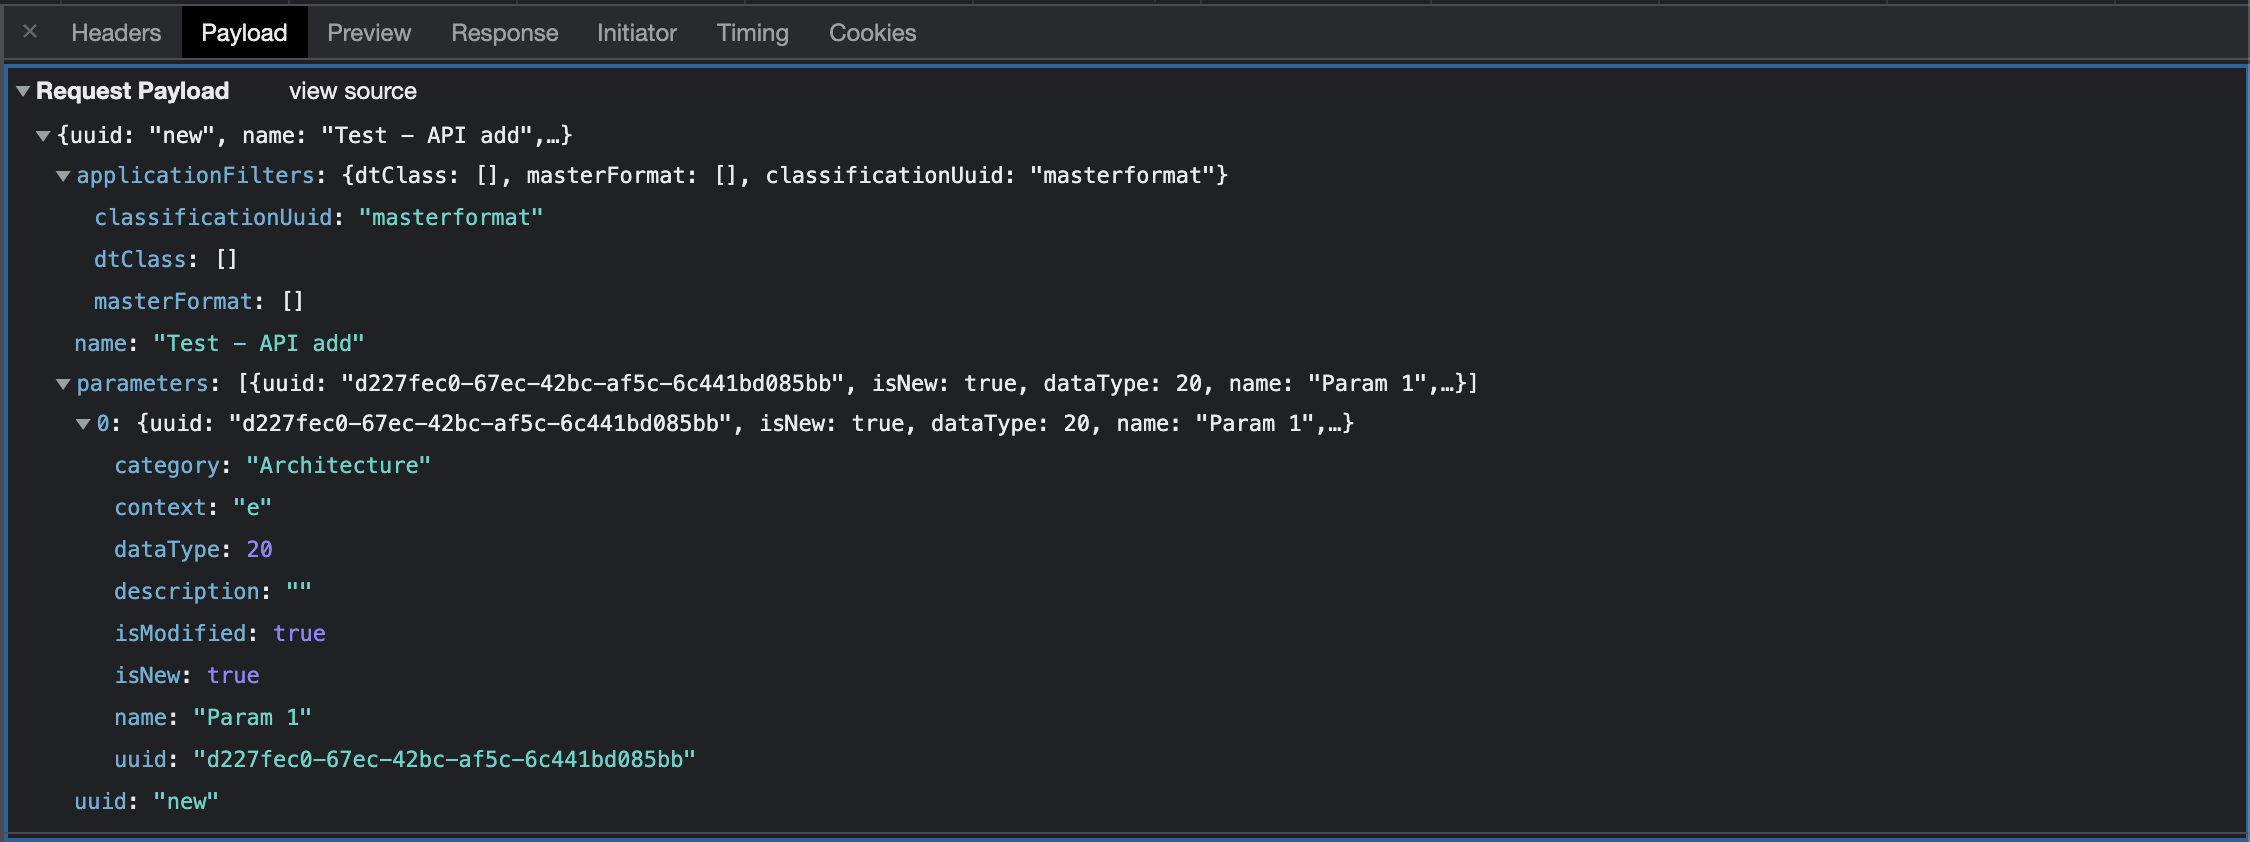 × Headers Payload Preview Response Initiator Timing Cookies
▼ Request Payload view source
▼ {uuid: "new", name: "Test – API add",…}
▼ applicationFilters: {dtClass: [], masterFormat: [], classificationUuid: "masterformat"}
classificationUuid: "masterformat"
dtClass: []
masterFormat: []
name: "Test – API add"
▼ parameters: [{uuid: "d227fec0-67ec-42bc-af5c-6c441bd085bb", isNew: true, dataType: 20, name: "Param 1",…}]
▼ 0: {uuid: "d227fec0-67ec-42bc-af5c-6c441bd085bb", isNew: true, dataType: 20, name: "Param 1",…}
category: "Architecture"
context: "e"
dataType: 20
description: ""
isModified: true
isNew: true
name: "Param 1"
uuid: "d227fec0-67ec-42bc-af5c-6c441bd085bb"
uuid: "new"